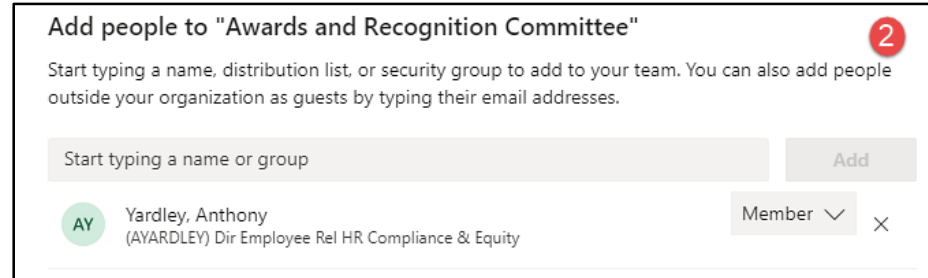 Add people to "Awards and Recognition Committee"
2
Start typing a name, distribution list, or security group to add to your team. You can also add people
outside your organization as guests by typing their email addresses.
Start typing a name or group
Add
AY
Yardley, Anthony
Member
(AYARDLEY) Dir Employee Rel HR Compliance & Equity